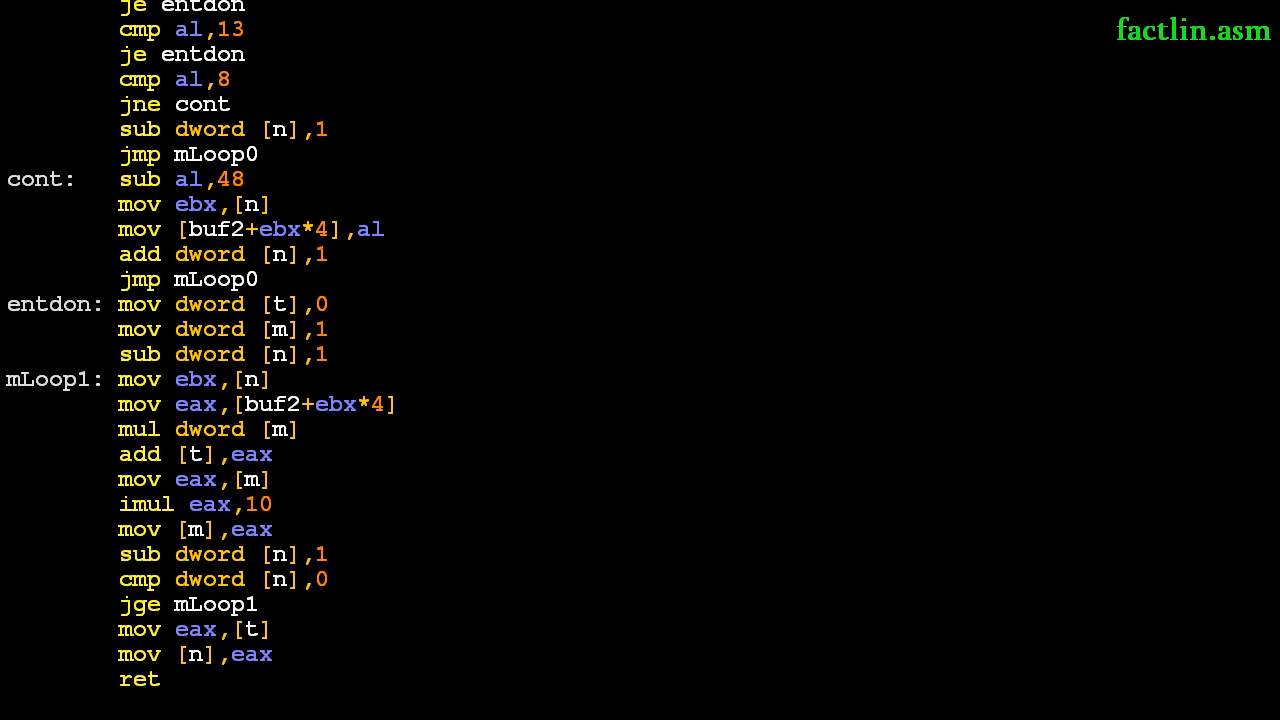 je entdon
factlin.asm
cmp al,13
je entdon
cmp al,8
jne cont
sub dword [n],1
jmp mLoop0
cont: sub al,48
mov ebx,[n]
mov [buf2+ebx*4],al
add dword [n],1
jmp mLoop0
entdon: mov dword [t],0
mov dword [m],1
sub dword [n],1
mLoop1: mov ebx,[n]
mov eax,[buf2+ebx*4]
mul dword [m]
add [t],eax
mov eax,[m]
imul eax,10
mov [m],eax
sub dword [n],1
cmp dword [n],0
jge mLoop1
mov eax,[t]
mov [n],eax
ret